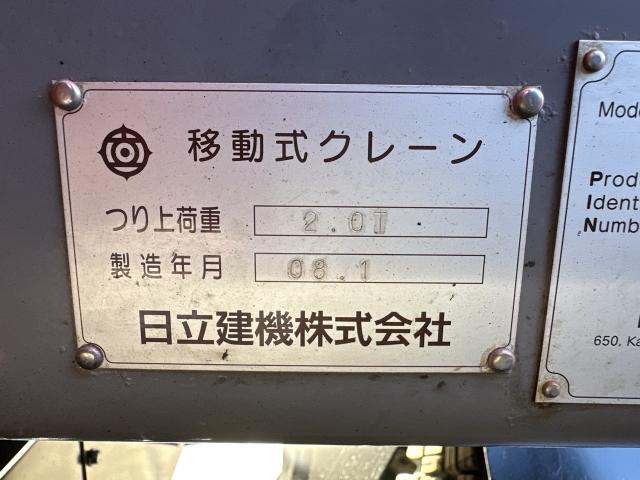 移動式クレーン
つり上荷重 2.0T
製造年月 08.1
日立建機株式会社
Mode
Prod
Ident
Numbe
650, Ka